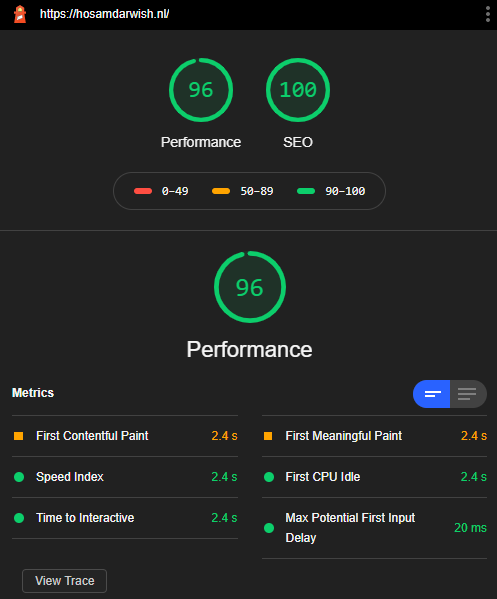 https://hosamdarwish.nl/
96
100
Performance
SEO
0–49
50–89
90–100
96
Performance
Metrics
First Contentful Paint
2.4 s
First Meaningful Paint
2.4 s
Speed Index
2.4 s
First CPU Idle
2.4 s
Time to Interactive
2.4 s
Max Potential First Input
Delay
20 ms
View Trace